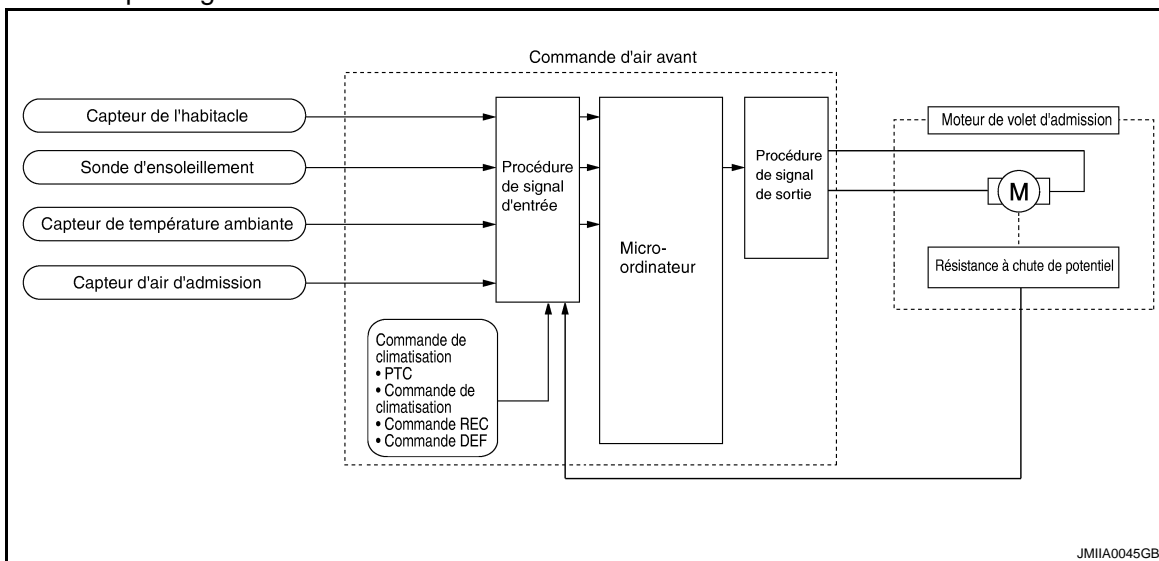 Commande d'air avant
Capteur de l'habitacle
Sonde d'ensoleillement
Capteur de température ambiante
Capteur d'air d'admission
Procédure
de signal
d'entrée
Commande de
climatisation
• PTC
• Commande de
climatisation
• Commande REC
• Commande DEF
Micro-
ordinateur
Procédure
de signal
de sortie
Moteur de volet d'admission
M
Résistance à chute de potentiel
JMIIA0045GB